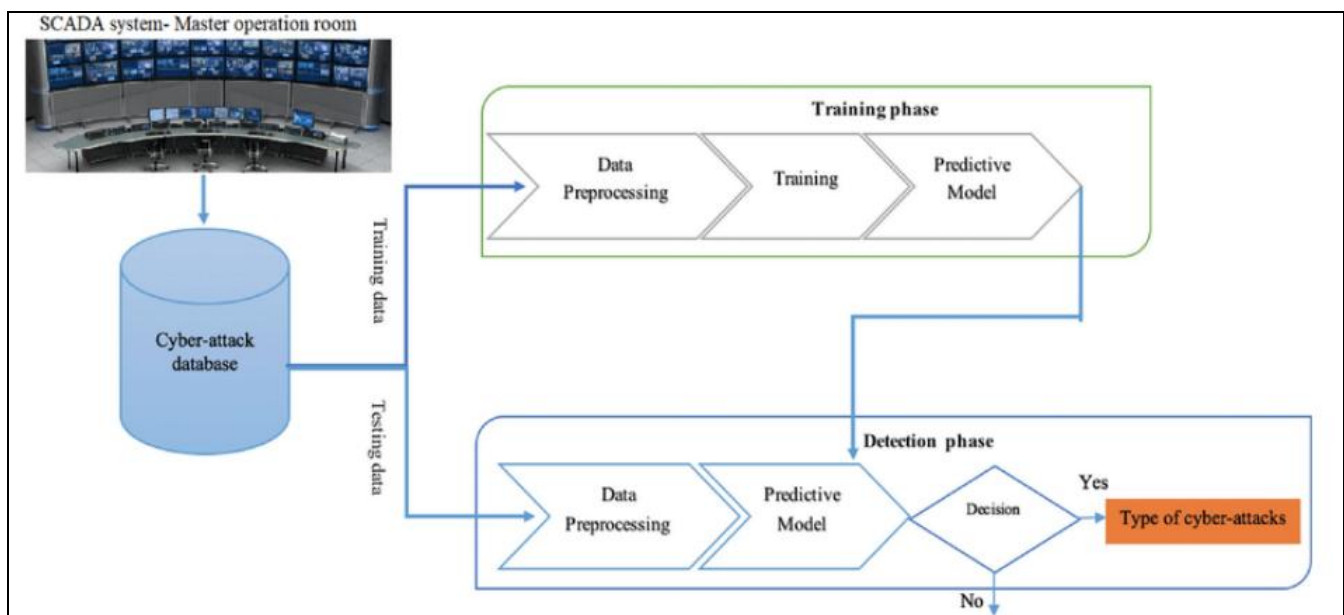 SCADA system- Master operation room
Training phase
Data
Preprocessing
Training
Predictive
Model
Training data
Cyber-attack
database
Testing data
Detection phase
Data
Preprocessing
Predictive
Model
Decision
Yes
Type of cyber-attacks
No